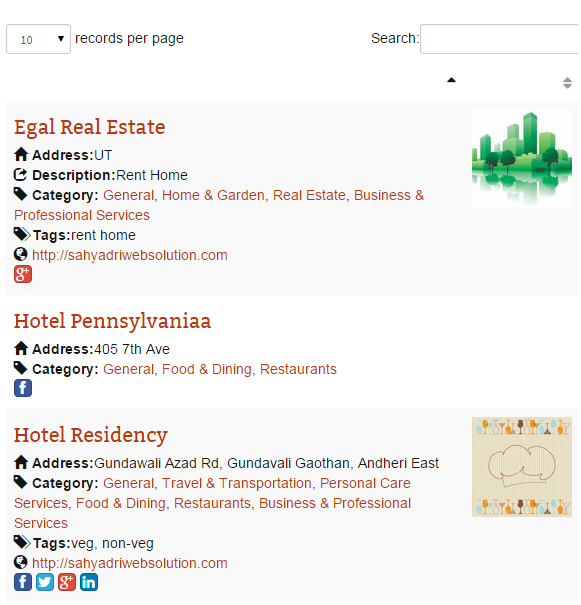 10 records per page Search:
Egal Real Estate
Address:UT
Description:Rent Home
Category: General, Home & Garden, Real Estate, Business &
Professional Services
Tags:rent home
http://sahyadriwebsolution.com
g+
Hotel Pennsylvaniaa
Address:405 7th Ave
Category: General, Food & Dining, Restaurants
f
Hotel Residency
Address:Gundawali Azad Rd, Gundavali Gaothan, Andheri East
Category: General, Travel & Transportation, Personal Care
Services, Food & Dining, Restaurants, Business & Professional
Services
Tags:veg, non-veg
http://sahyadriwebsolution.com
f g+ in